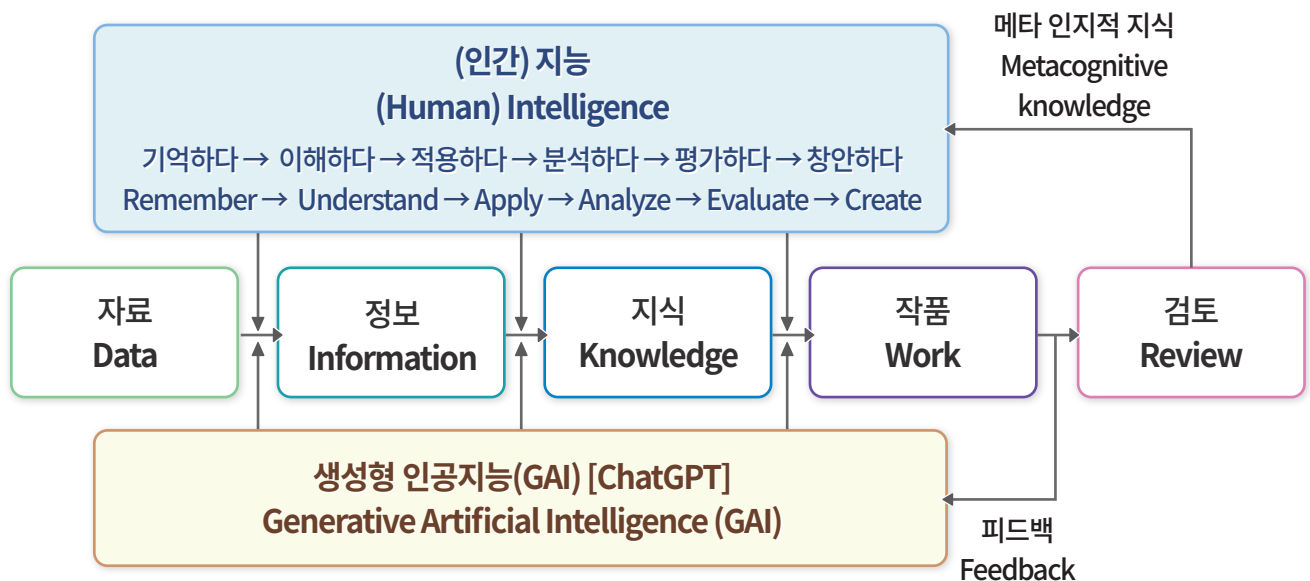 메타 인지적 지식
Metacognitive
knowledge
(인간) 지능
(Human) Intelligence
기억하다 → 이해하다 → 적용하다 → 분석하다 → 평가하다 → 창안하다
Remember → Understand → Apply → Analyze → Evaluate → Create
자료
Data
정보
Information
지식
Knowledge
작품
Work
검토
Review
생성형 인공지능(GAI) [ChatGPT]
Generative Artificial Intelligence (GAI)
피드백
Feedback